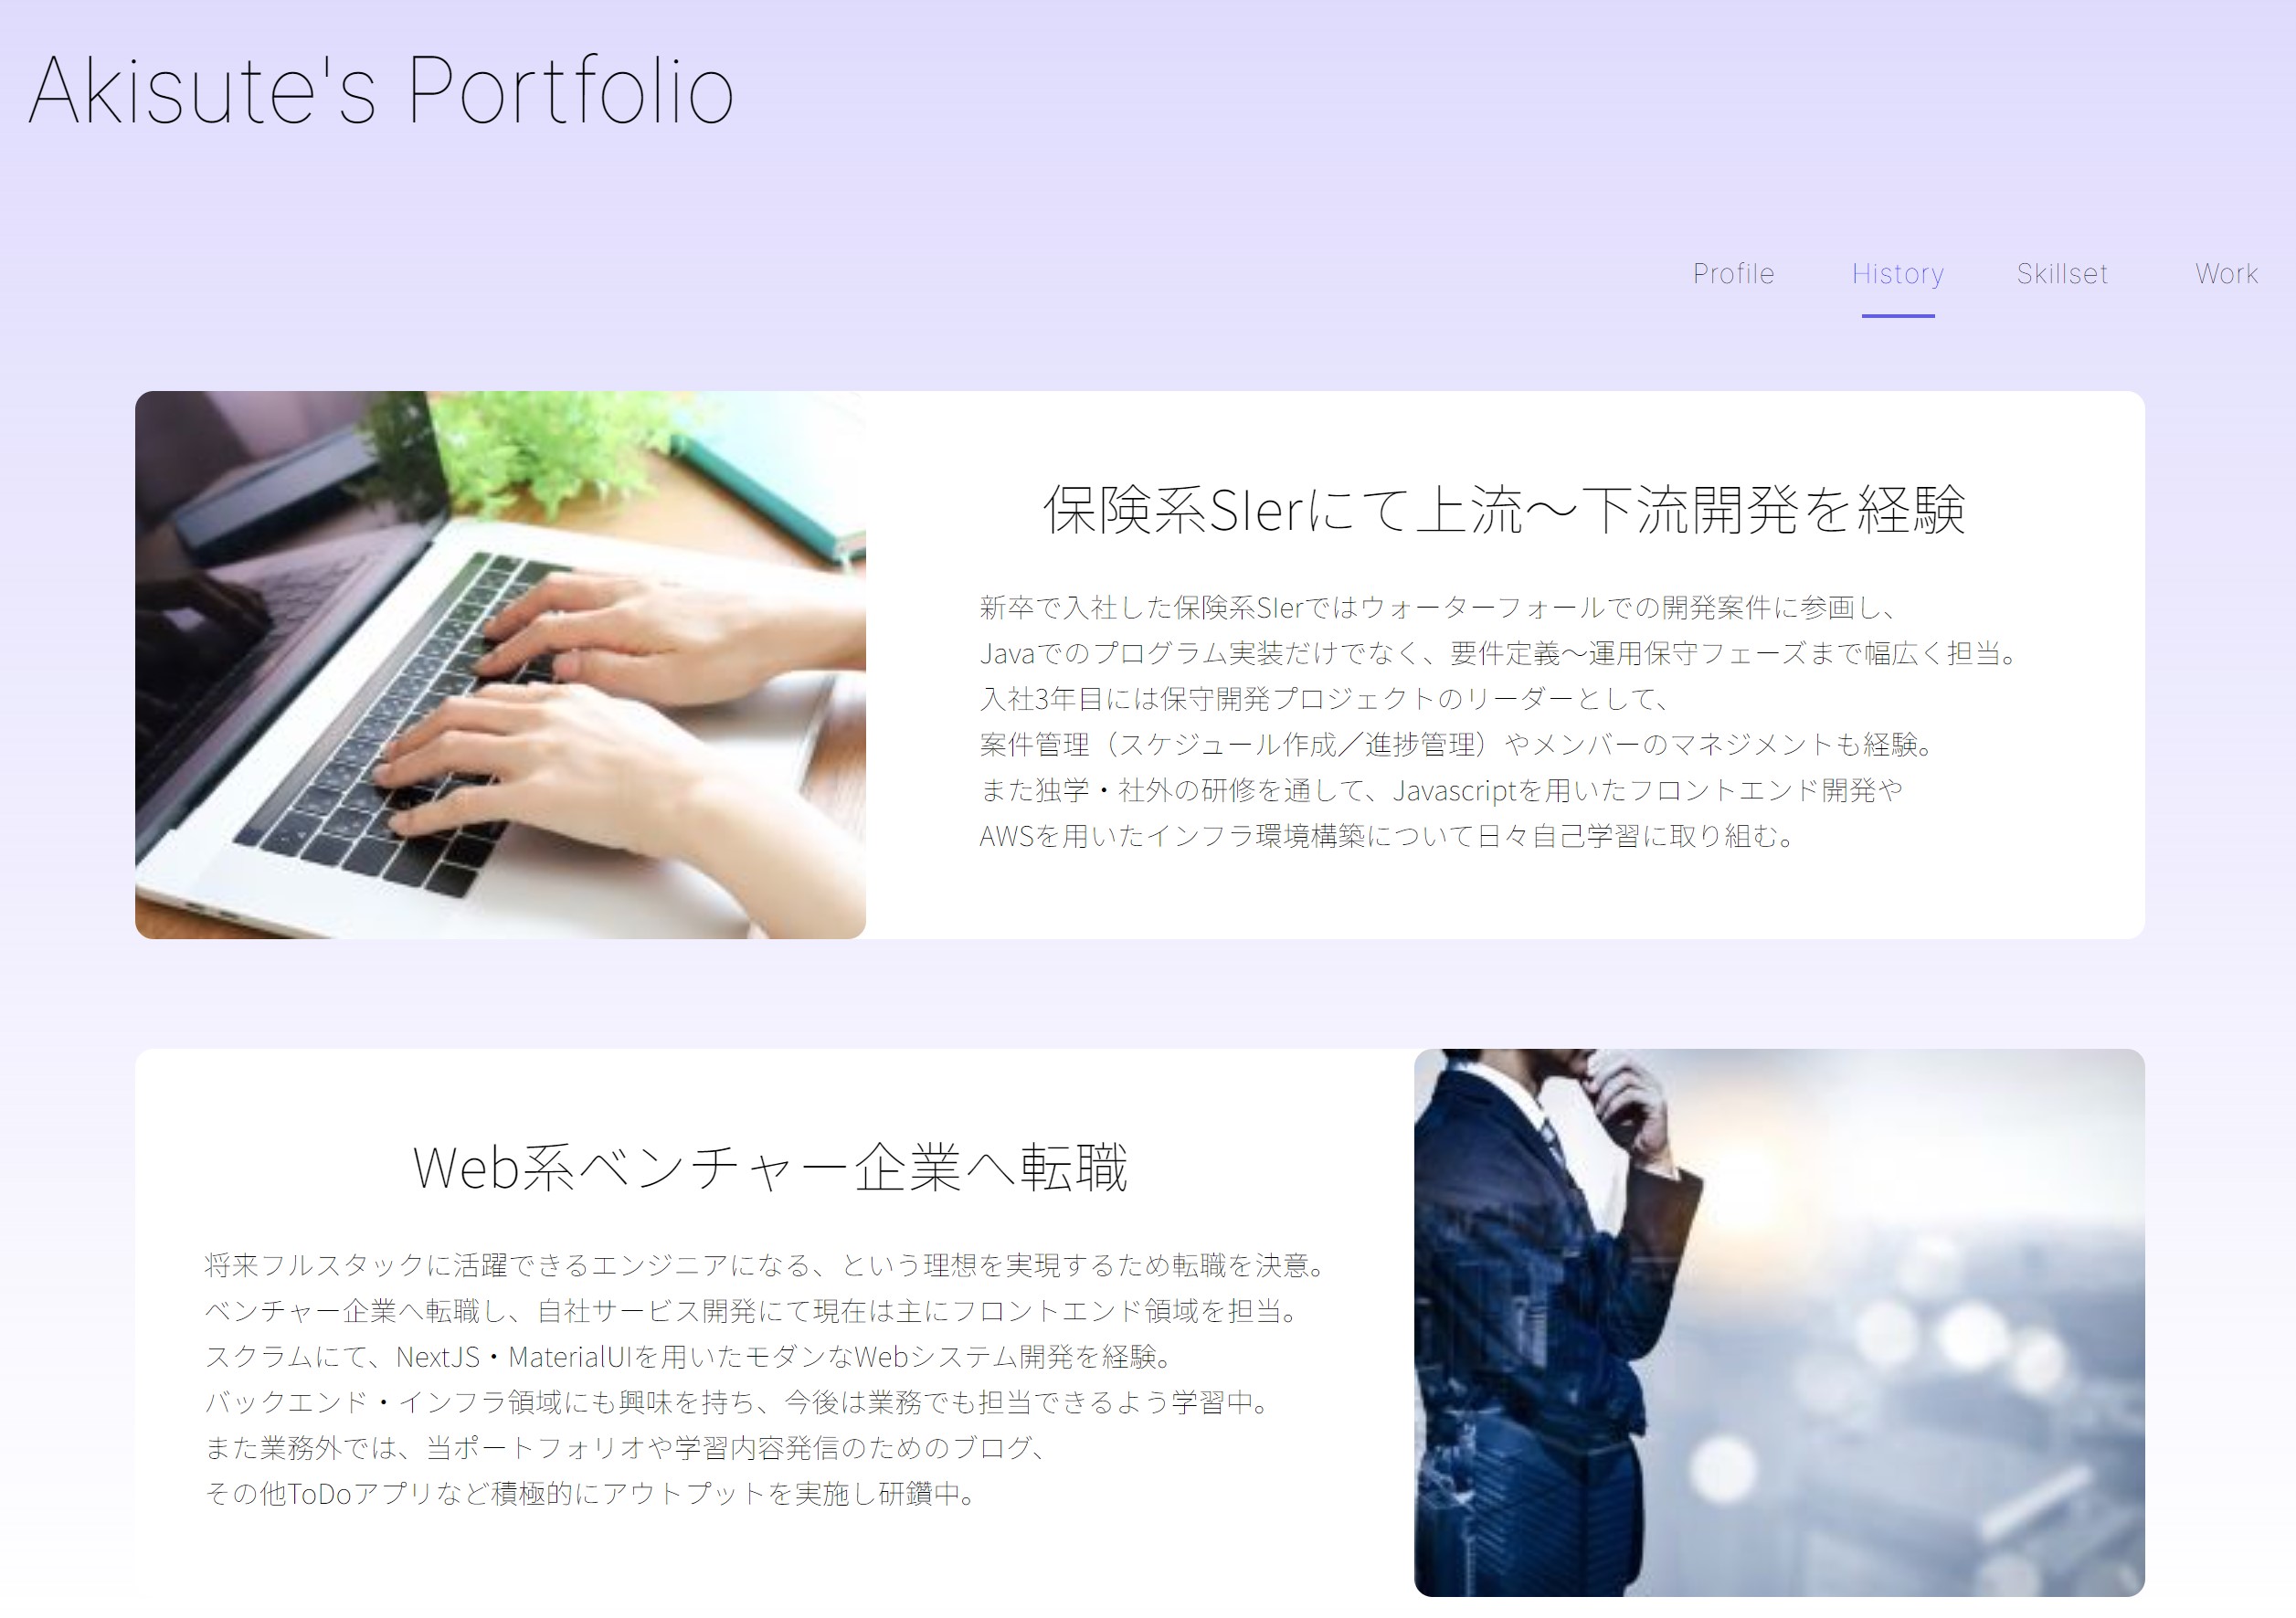 Akisute's Portfolio
Profile History Skillset Work
保険系SIerにて上流～下流開発を経験
新卒で入社した保険系SIerではウォーターフォールでの開発案件に参画し、
Javaでのプログラム実装だけでなく、要件定義～運用保守フェーズまで幅広く担当。
入社3年目には保守開発プロジェクトのリーダーとして、
案件管理（スケジュール作成／進捗管理）やメンバーのマネジメントも経験。
また独学・社外の研修を通して、Javascriptを用いたフロントエンド開発や
AWSを用いたインフラ環境構築について日々自己学習に取り組む。
Web系ベンチャー企業へ転職
将来フルスタックに活躍できるエンジニアになる、という理想を実現するため転職を決意。
ベンチャー企業へ転職し、自社サービス開発にて現在は主にフロントエンド領域を担当。
スクラムにて、NextJS・MaterialUIを用いたモダンなWebシステム開発を経験。
バックエンド・インフラ領域にも興味を持ち、今後は業務でも担当できるよう学習中。
また業務外では、当ポートフォリオや学習内容発信のためのブログ、
その他ToDoアプリなど積極的にアウトプットを実施し研鑽中。